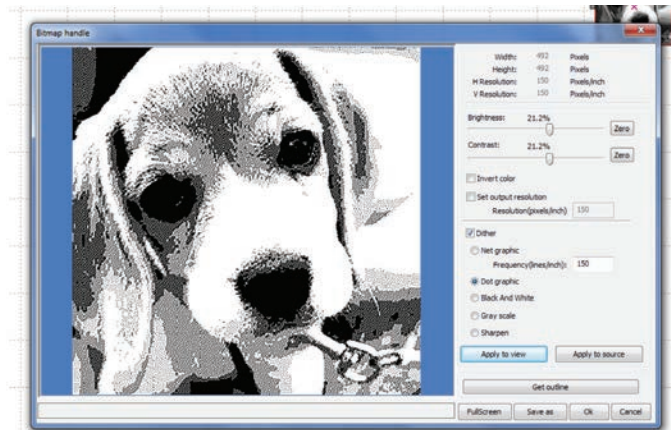 Bitmap handle
Width: 492 Pixels
Height: 492 Pixels
H Resolution: 150 Pixels/inch
V Resolution: 150 Pixels/inch
Brightness: 21.2%
Zero
Contrast: 21.2%
Zero
Invert color
Set output resolution
Resolution(pixels/inch) 150
Dither
Net graphic
Frequency(lines/inch): 150
Dot graphic
Black And White
Gray scale
Sharpen
Apply to view Apply to source
Get outline
FullScreen Save as Ok Cancel